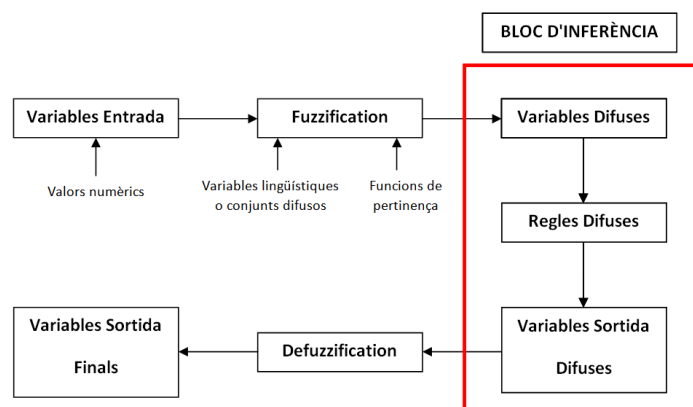 BLOC D'INFERÈNCIA
Variables Entrada
Fuzzification
Variables Difuses
Valors numèrics
Variables lingüístiques
o conjunts difusos
Funcions de
pertinença
Regles Difuses
Variables Sortida
Finals
Defuzzification
Variables Sortida
Difuses